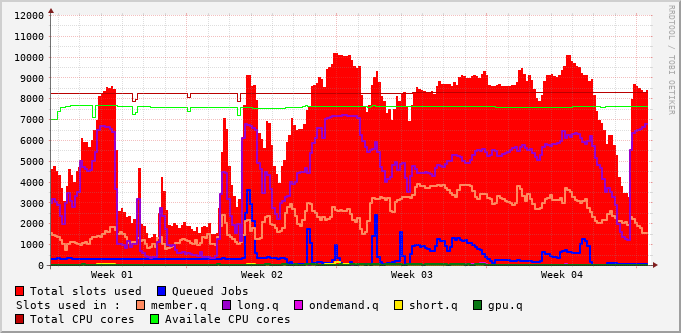 12000
11000
10000
9000
8000
7000
6000
5000
4000
3000
2000
1000
0
Week 01 Week 02 Week 03 Week 04
Total slots used Queued Jobs
Slots used in : member.q long.q ondemand.q short.q gpu.q
Total CPU cores Availale CPU cores
RRDTOOL / TOBI OETIKER